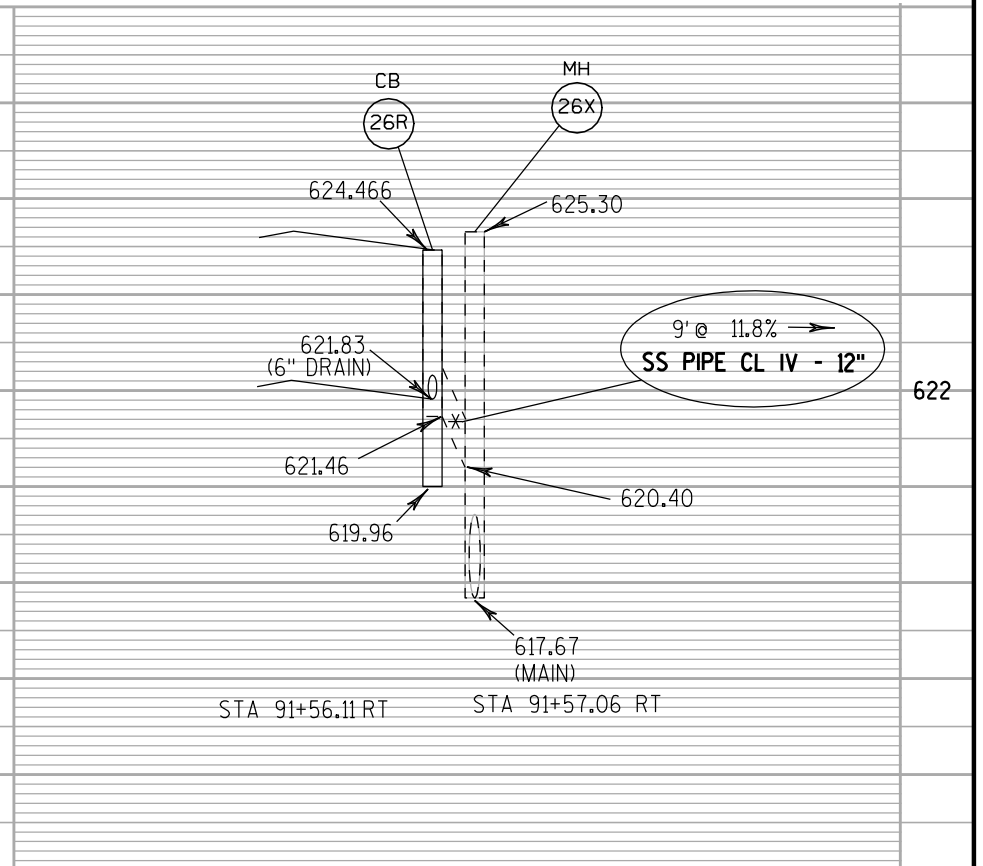 CB
26R
MH
26X
624.466
625.30
9' @ 11.8%
SS PIPE CL IV - 12"
621.83
(6" DRAIN)
622
621.46
620.40
619.96
617.67
(MAIN)
STA 91+56.11 RT
STA 91+57.06 RT